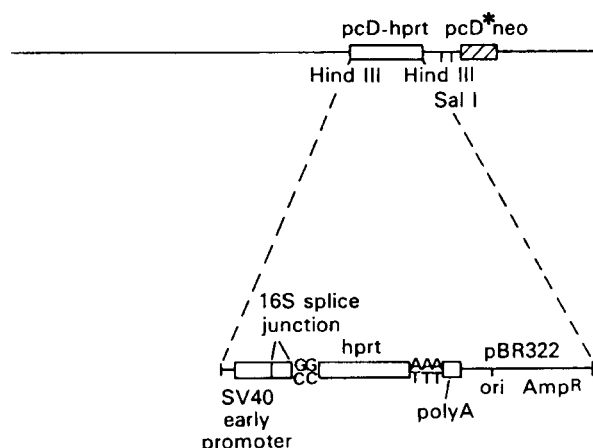 pcD-hprt pcD*neo
Hind III Hind III
Sal I
16S splice
junction
hprt
pBR322
GG AAA
CC TTT
ori AmpR
polyA
SV40
early
promoter